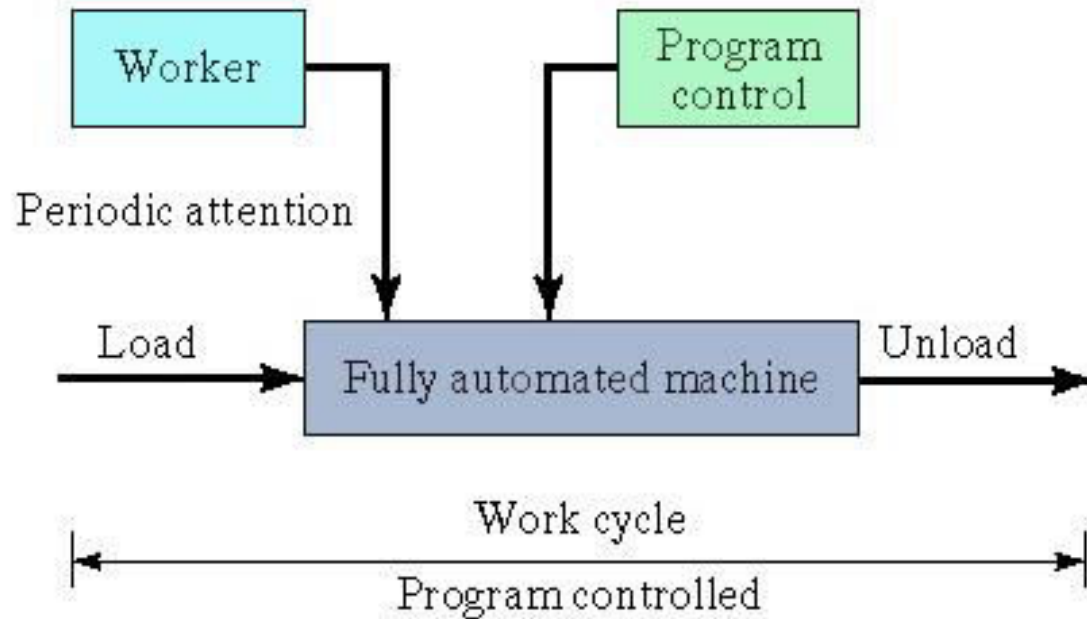 Worker
Program
control
Periodic attention
Load
Fully automated machine
Unload
Work cycle
Program controlled